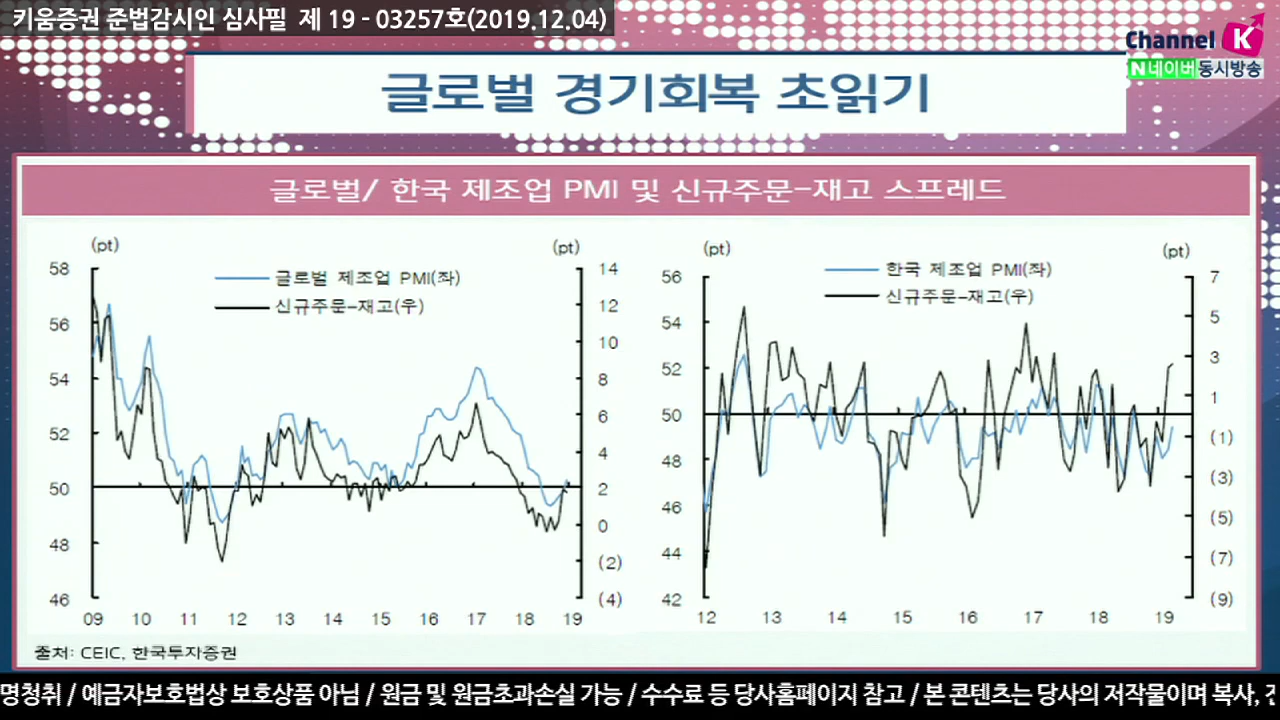 키움증권 준법감시인 심사필 제 19 - 03257호(2019.12.04)
Channel K
N 네이버 동시방송
글로벌 경기회복 초읽기
글로벌/ 한국 제조업 PMI 및 신규주문-재고 스프레드
(pt) (pt)
글로벌 제조업 PMI(좌)
신규주문-재고(우)
58
56
54
52
50
48
46
14
12
10
8
6
4
2
0
(2)
(4)
09 10 11 12 13 14 15 16 17 18 19
(pt) (pt)
한국 제조업 PMI(좌)
신규주문-재고(우)
56
54
52
50
48
46
44
42
7
5
3
1
(1)
(3)
(5)
(7)
(9)
12 13 14 15 16 17 18 19
출처: CEIC, 한국투자증권
명청취 / 예금자보호법상 보호상품 아님 / 원금 및 원금초과손실 가능 / 수수료 등 당사홈페이지 참고 / 본 콘텐츠는 당사의 저작물이며 복사,